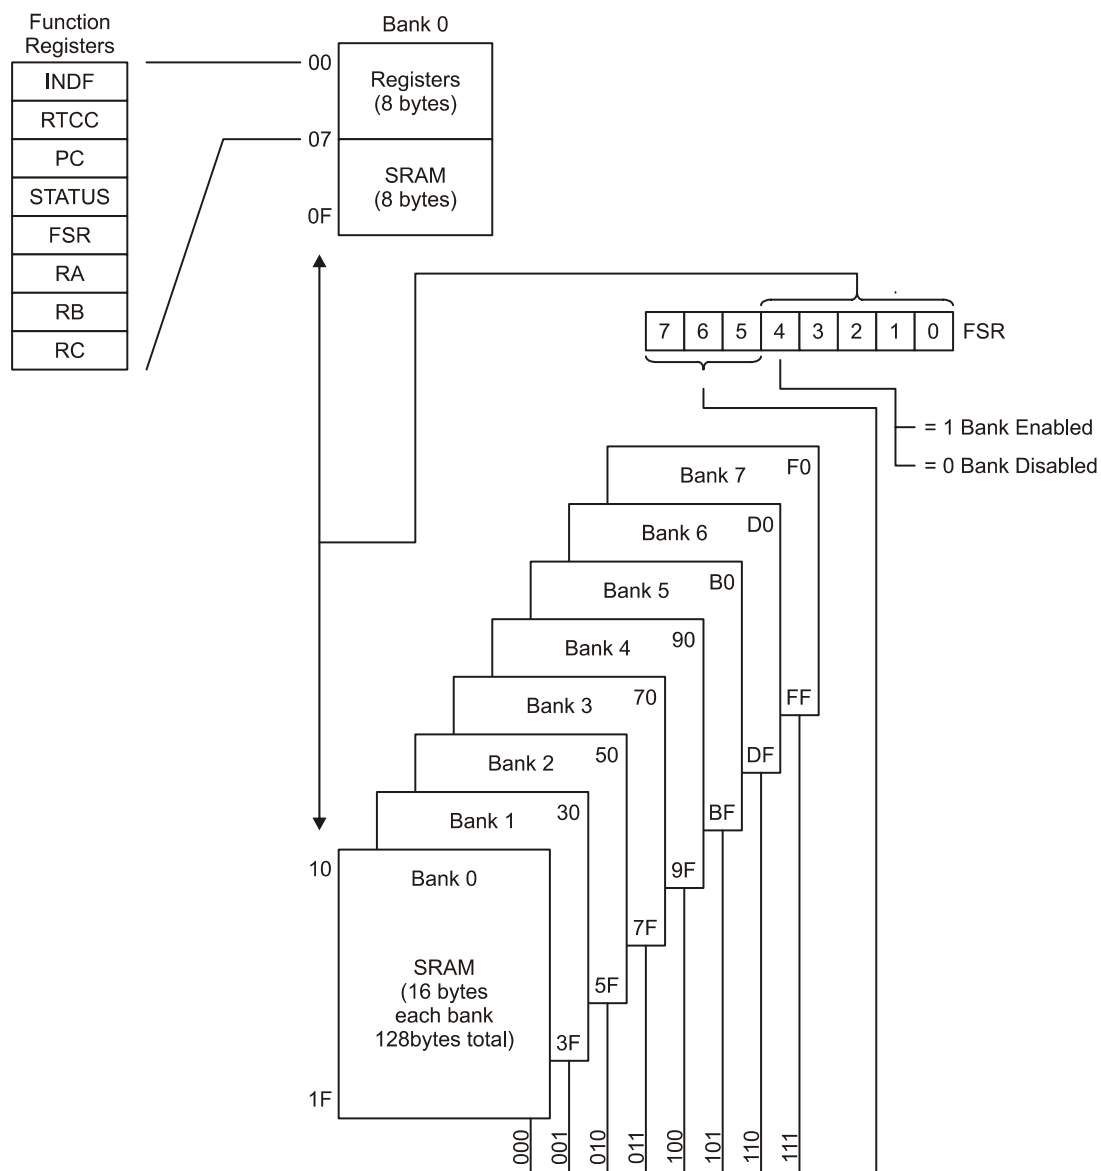 Function
Registers
INDF
RTCC
PC
STATUS
FSR
RA
RB
RC
Bank 0
00
Registers
(8 bytes)
07
SRAM
(8 bytes)
0F
7 6 5 4 3 2 1 0 FSR
= 1 Bank Enabled
= 0 Bank Disabled
Bank 7 F0
Bank 6 D0
Bank 5 B0
Bank 4 90
Bank 3 70
Bank 2 50
Bank 1 30
FF
DF
BF
9F
7F
5F
3F
10
Bank 0
SRAM
(16 bytes
each bank
128bytes total)
1F
000
001
010
011
100
101
110
111